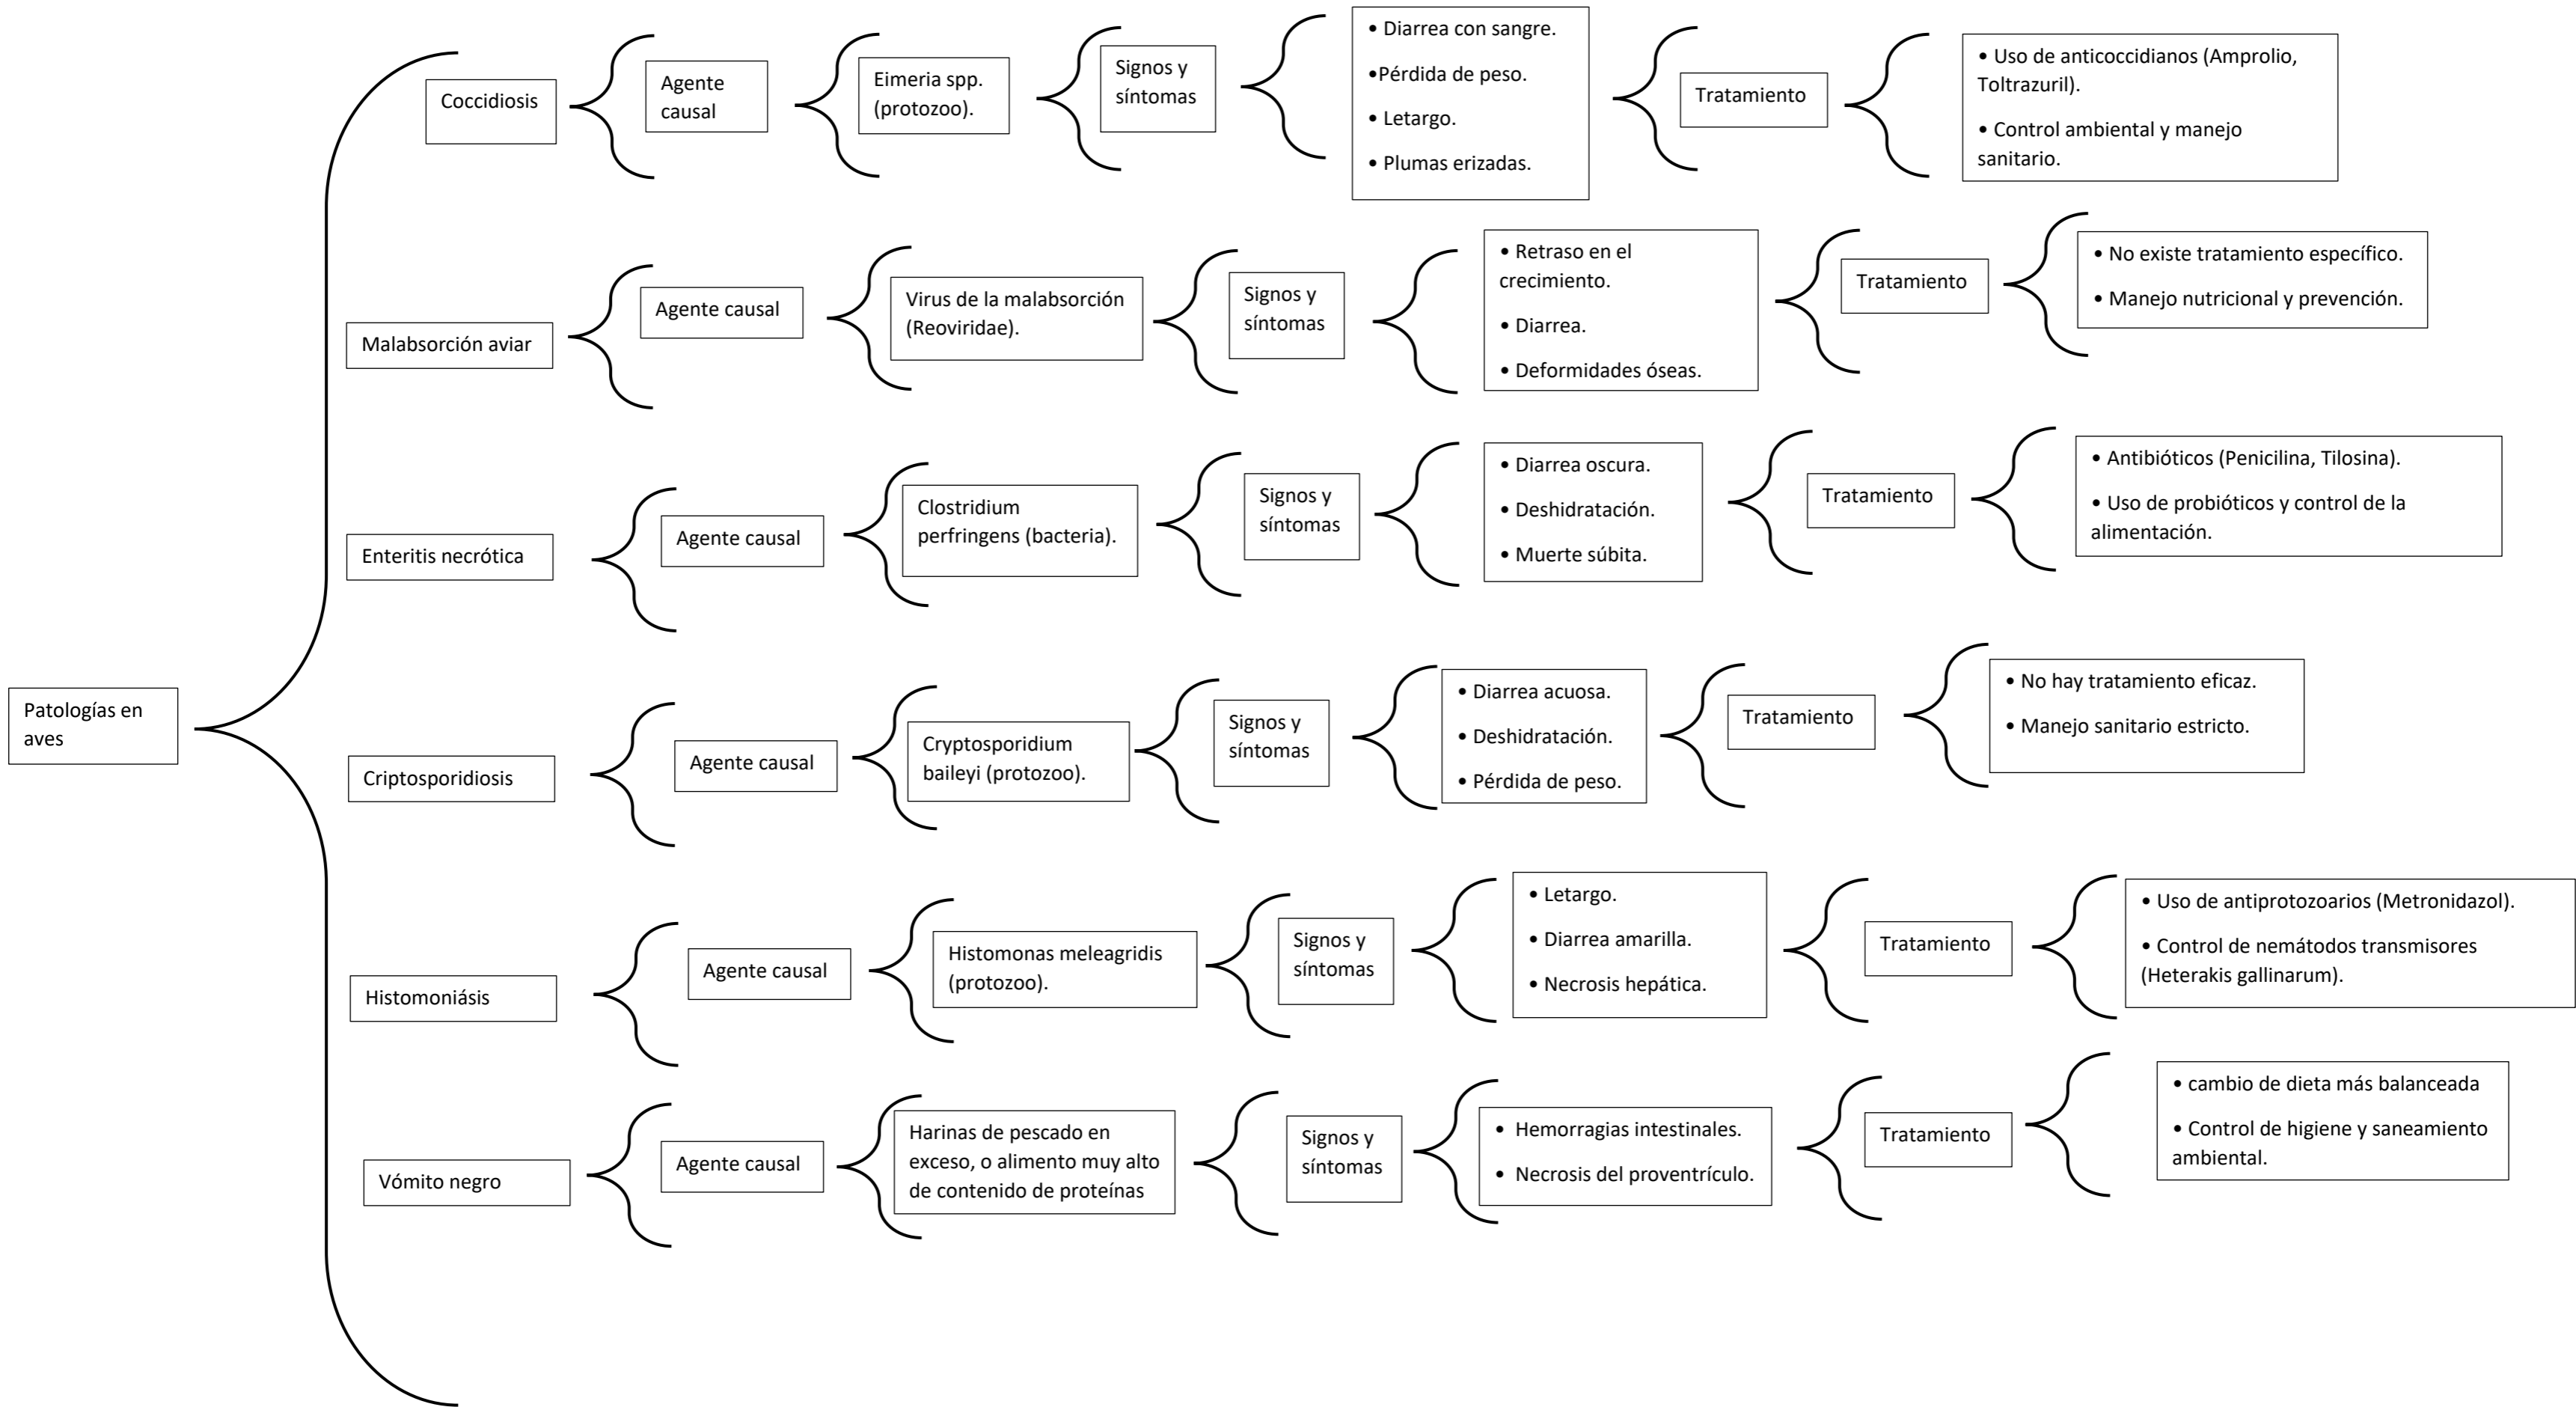 Patologías en
aves
Coccidiosis
Agente
causal
Eimeria spp.
(protozoo).
Signos y
síntomas
• Diarrea con sangre.
•Pérdida de peso.
• Letargo.
• Plumas erizadas.
Tratamiento
• Uso de anticoccidianos (Amprolio,
Toltrazuril).
• Control ambiental y manejo
sanitario.
Malabsorción aviar
Agente causal
Virus de la malabsorción
(Reoviridae).
Signos y
síntomas
• Retraso en el
crecimiento.
• Diarrea.
• Deformidades óseas.
Tratamiento
• No existe tratamiento específico.
• Manejo nutricional y prevención.
Enteritis necrótica
Agente causal
Clostridium
perfringens (bacteria).
Signos y
síntomas
• Diarrea oscura.
• Deshidratación.
• Muerte súbita.
Tratamiento
• Antibióticos (Penicilina, Tilosina).
• Uso de probióticos y control de la
alimentación.
Criptosporidiosis
Agente causal
Cryptosporidium
baileyi (protozoo).
Signos y
síntomas
• Diarrea acuosa.
• Deshidratación.
• Pérdida de peso.
Tratamiento
• No hay tratamiento eficaz.
• Manejo sanitario estricto.
Histomoniásis
Agente causal
Histomonas meleagridis
(protozoo).
Signos y
síntomas
• Letargo.
• Diarrea amarilla.
• Necrosis hepática.
Tratamiento
• Uso de antiprotozoarios (Metronidazol).
• Control de nemátodos transmisores
(Heterakis gallinarum).
Vómito negro
Agente causal
Harinas de pescado en
exceso, o alimento muy alto
de contenido de proteínas
Signos y
síntomas
• Hemorragias intestinales.
• Necrosis del proventrículo.
Tratamiento
• cambio de dieta más balanceada
• Control de higiene y saneamiento
ambiental.